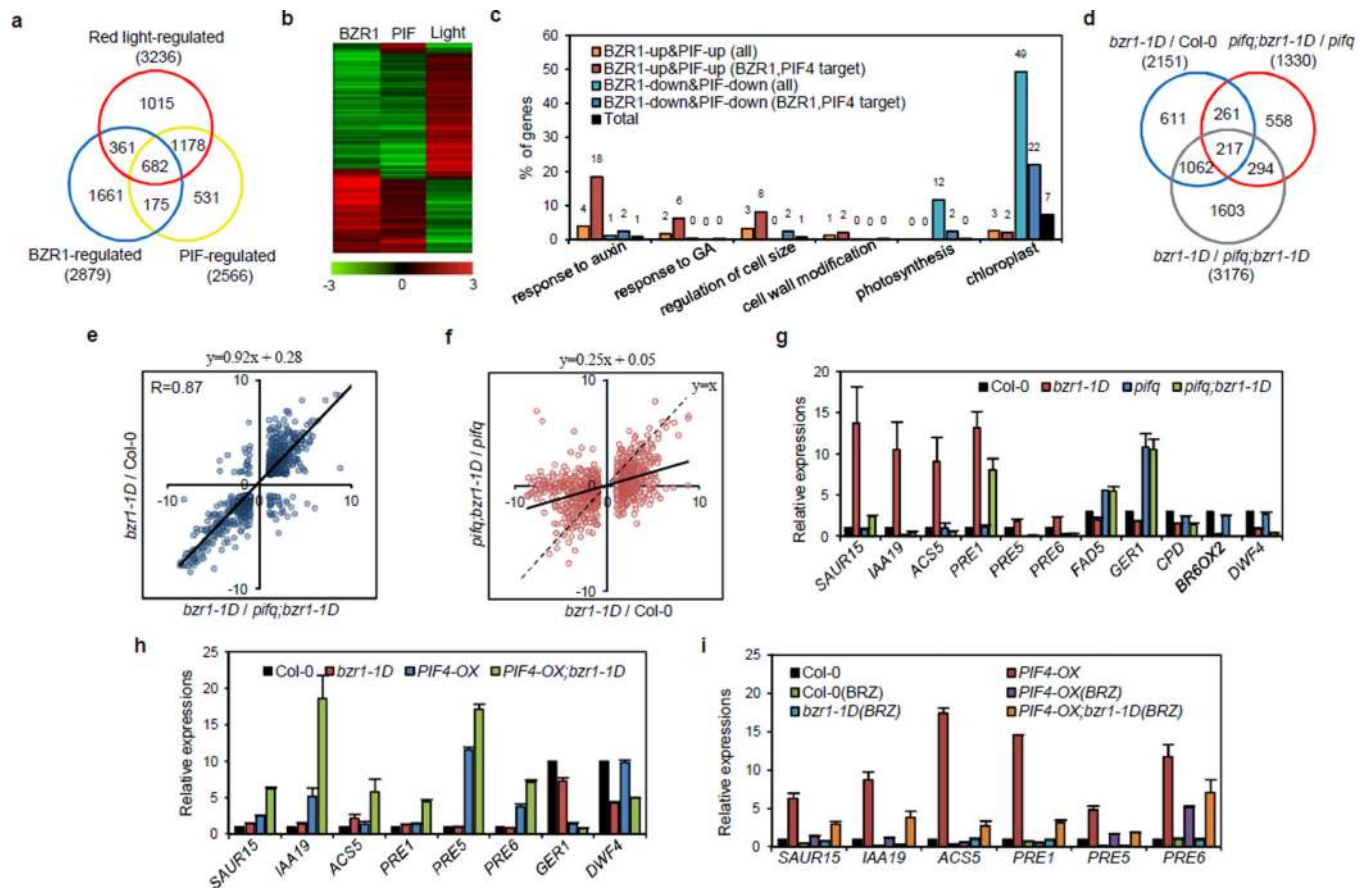 a
Red light-regulated
(3236)
1015
361
1178
682
1661
175
531
BZR1-regulated
(2879)
PIF-regulated
(2566)
b
BZR1 PIF Light
-3 0 3
c
% of genes
60
50
40
30
20
10
0
BZR1-up&PIF-up (all)
BZR1-up&PIF-up (BZR1,PIF4 target)
BZR1-down&PIF-down (all)
BZR1-down&PIF-down (BZR1,PIF4 target)
Total
4 18 1 2 1
2 6 0 0 0
3 8 0 2 1
1 2 0 0 0
0 0 12 2 0
3 2 49 22 7
response to auxin
response to GA
regulation of cell size
cell wall modification
photosynthesis
chloroplast
d
bzr1-1D / Col-0
(2151)
pifq;bzr1-1D / pifq
(1330)
611
261
558
217
1062
294
1603
bzr1-1D / pifq;bzr1-1D
(3176)
e
y=0.92x + 0.28
R=0.87
10
-10 0 10
-10
bzr1-1D / Col-0
bzr1-1D / pifq;bzr1-1D
f
y=0.25x + 0.05
y=x
10
-10 0 10
-10
pifq;bzr1-1D / pifq
bzr1-1D / Col-0
g
Relative expressions
20
15
10
5
0
Col-0 bzr1-1D pifq pifq;bzr1-1D
SAUR15 IAA19 ACS5 PRE1 PRE5 PRE6 FAD5 GER1 CPD BR6OX2 DWF4
h
Relative expressions
25
20
15
10
5
0
Col-0 bzr1-1D PIF4-OX PIF4-OX;bzr1-1D
SAUR15 IAA19 ACS5 PRE1 PRE5 PRE6 GER1 DWF4
i
Relative expressions
25
20
15
10
5
0
Col-0 PIF4-OX
Col-0(BRZ) PIF4-OX(BRZ)
bzr1-1D(BRZ) PIF4-OX;bzr1-1D(BRZ)
SAUR15 IAA19 ACS5 PRE1 PRE5 PRE6